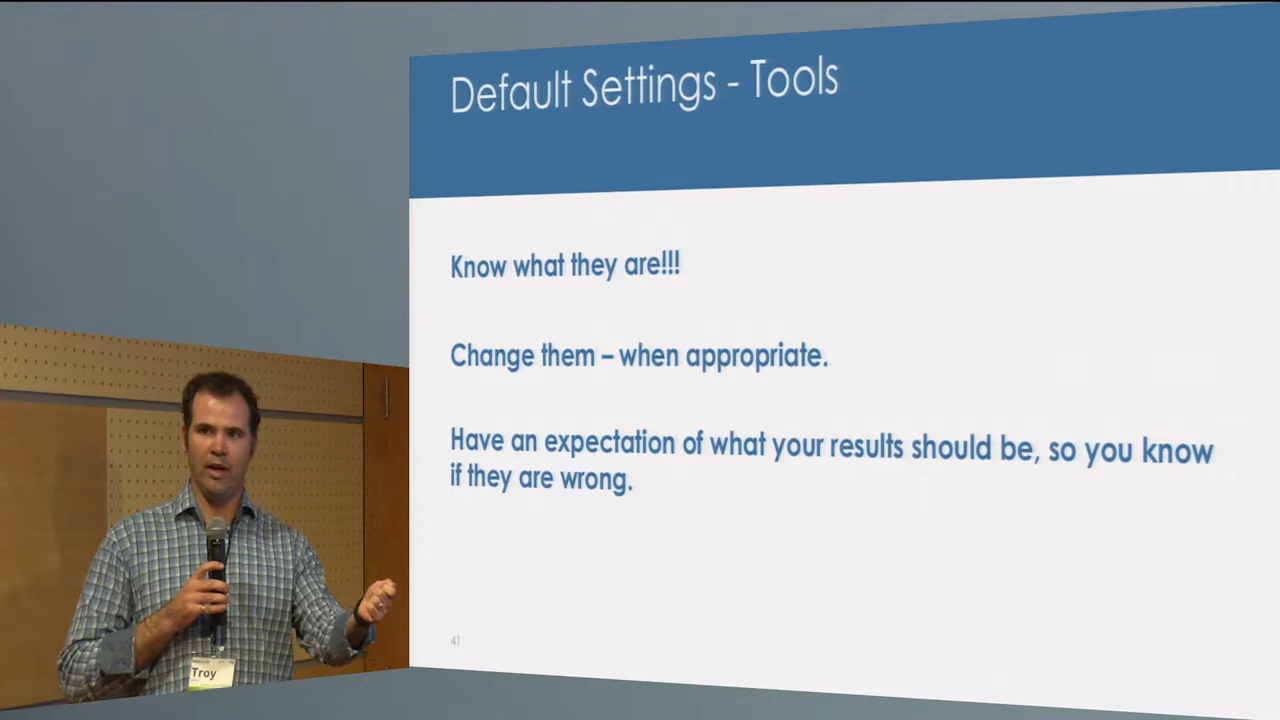 Default Settings - Tools
Know what they are!!!
Change them – when appropriate.
Have an expectation of what your results should be, so you know
if they are wrong.
41
Troy